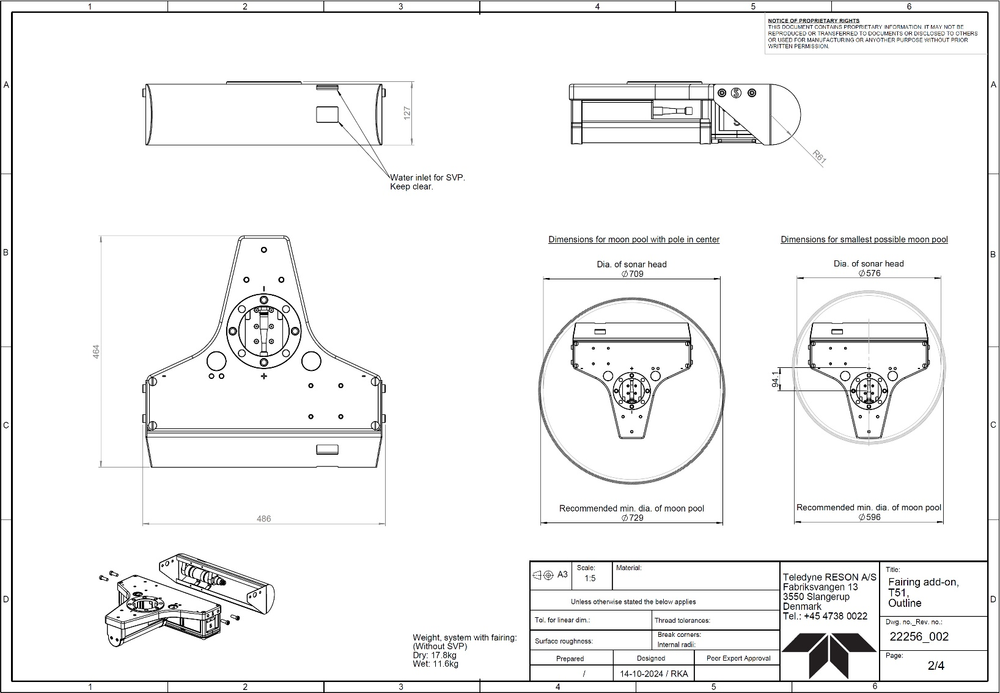 1 2 3 4 5 6
NOTICE OF PROPRIETARY RIGHTS
THIS DOCUMENT CONTAINS PROPRIETARY INFORMATION. IT MAY NOT BE
REPRODUCED OR TRANSFERRED TO DOCUMENTS OR DISCLOSED TO OTHERS
OR USED FOR MANUFACTURING OR ANYOTHER PURPOSE WITHOUT PRIOR
WRITTEN PERMISSION.
A A
127
S
R61
Water inlet for SVP.
Keep clear.
B B
Dimensions for moon pool with pole in center
Dia. of sonar head
∅709
Dimensions for smallest possible moon pool
Dia. of sonar head
∅576
464
94.1
C C
486
Recommended min. dia. of moon pool
∅729
Recommended min. dia. of moon pool
∅596
D D
Weight, system with fairing:
(Without SVP)
Dry: 17.8kg
Wet: 11.6kg
A3
Scale:
1:5
Material:
Unless otherwise stated the below applies
Tol. for linear dim.:
Thread tolerances:
Surface roughness:
Break corners:
Internal radii:
Prepared
Designed
Peer Expert Approval
/
14-10-2024 / RKA
Teledyne RESON A/S
Fabriksvangen 13
3550 Slangerup
Denmark
Tel.: +45 4738 0022
Title:
Fairing add-on,
T51,
Outline
Dwg. no._Rev. no.:
22256_002
Page:
2/4
1 2 3 4 5 6